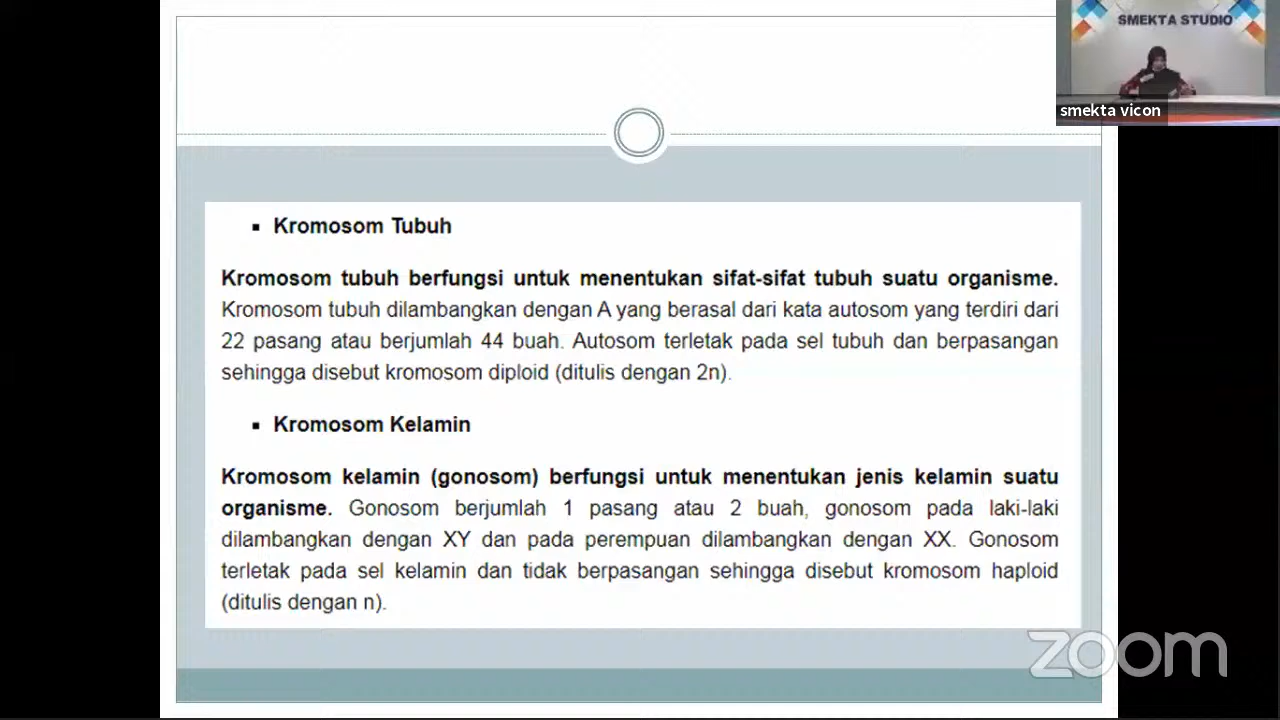 SMEKTA STUDIO
smekta vicon
▪ Kromosom Tubuh
Kromosom tubuh berfungsi untuk menentukan sifat-sifat tubuh suatu organisme.
Kromosom tubuh dilambangkan dengan A yang berasal dari kata autosom yang terdiri dari
22 pasang atau berjumlah 44 buah. Autosom terletak pada sel tubuh dan berpasangan
sehingga disebut kromosom diploid (ditulis dengan 2n).
▪ Kromosom Kelamin
Kromosom kelamin (gonosom) berfungsi untuk menentukan jenis kelamin suatu
organisme. Gonosom berjumlah 1 pasang atau 2 buah, gonosom pada laki-laki
dilambangkan dengan XY dan pada perempuan dilambangkan dengan XX. Gonosom
terletak pada sel kelamin dan tidak berpasangan sehingga disebut kromosom haploid
(ditulis dengan n).
zoom